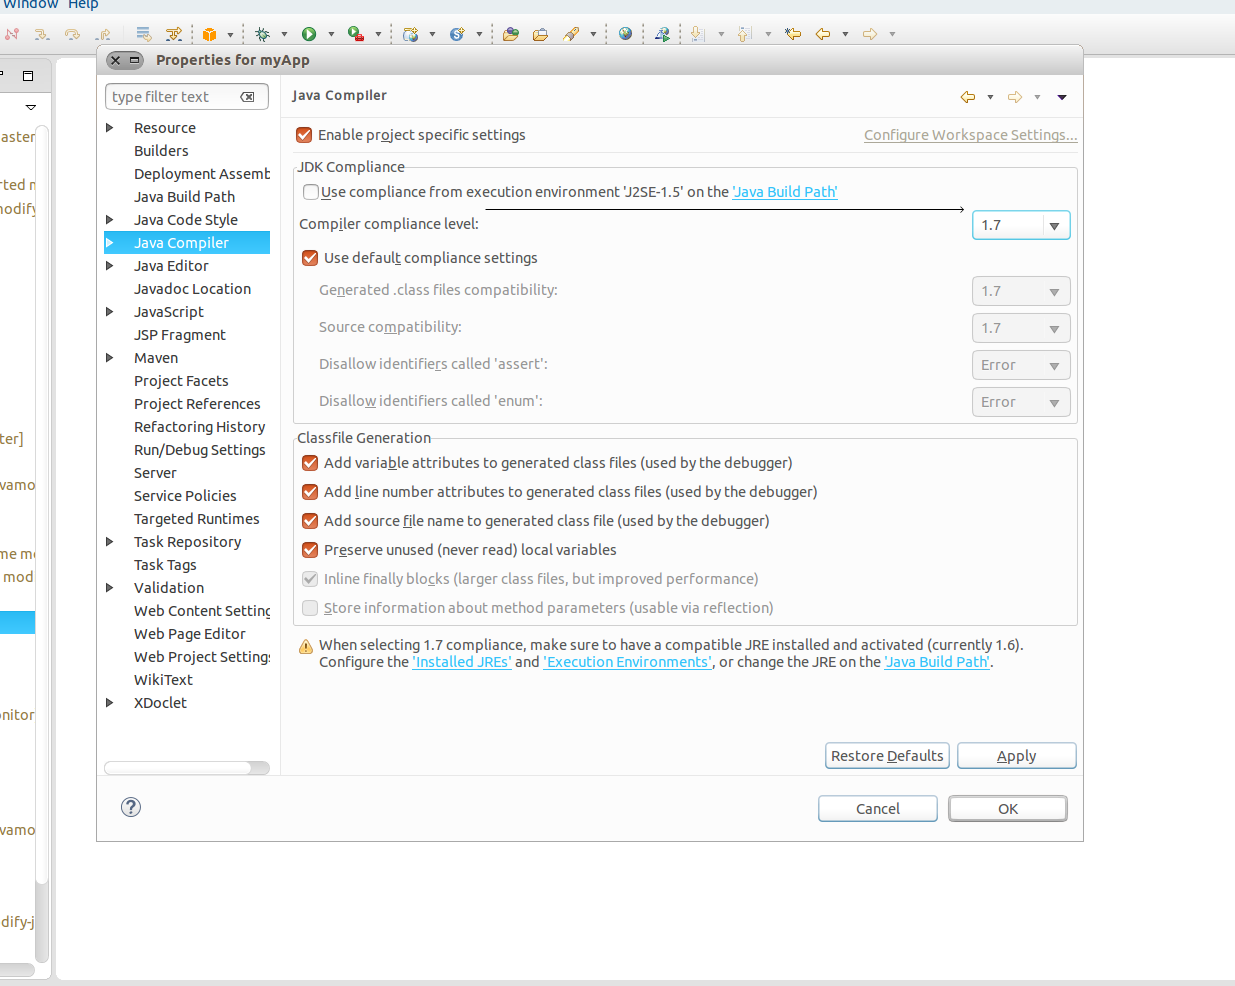 Window Help
Properties for myApp
type filter text
Resource
Builders
Deployment Assemb
Java Build Path
Java Code Style
Java Compiler
Java Editor
Javadoc Location
JavaScript
JSP Fragment
Maven
Project Facets
Project References
Refactoring History
Run/Debug Settings
Server
Service Policies
Targeted Runtimes
Task Repository
Task Tags
Validation
Web Content Setting
Web Page Editor
Web Project Settings
WikiText
XDoclet
Java Compiler
Enable project specific settings
Configure Workspace Settings...
JDK Compliance
Use compliance from execution environment 'J2SE-1.5' on the 'Java Build Path'
Compiler compliance level: 1.7
Use default compliance settings
Generated .class files compatibility: 1.7
Source compatibility: 1.7
Disallow identifiers called 'assert': Error
Disallow identifiers called 'enum': Error
Classfile Generation
Add variable attributes to generated class files (used by the debugger)
Add line number attributes to generated class files (used by the debugger)
Add source file name to generated class file (used by the debugger)
Preserve unused (never read) local variables
Inline finally blocks (larger class files, but improved performance)
Store information about method parameters (usable via reflection)
When selecting 1.7 compliance, make sure to have a compatible JRE installed and activated (currently 1.6).
Configure the 'Installed JREs' and 'Execution Environments', or change the JRE on the 'Java Build Path'.
Restore Defaults Apply
Cancel OK
aster
rted m
modify
ter]
vamo
me mo
mod
onitor
vamo
dify-j